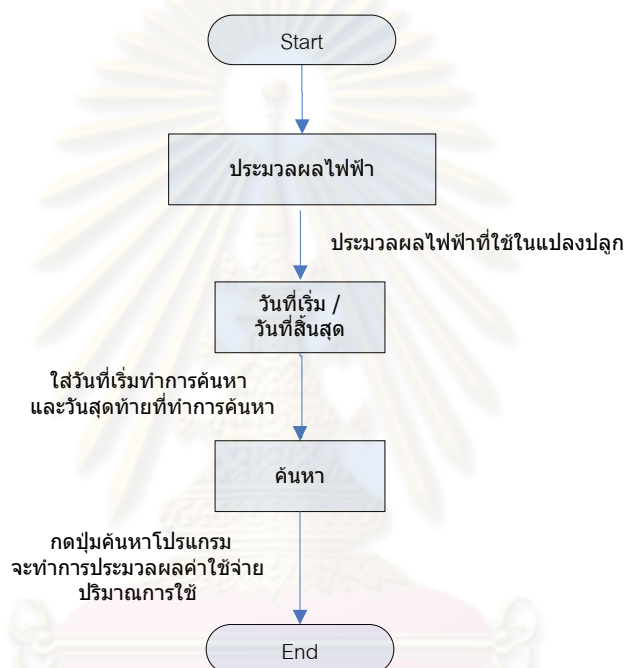 Start
ประมวลผลไฟฟ้า
ประมวลผลไฟฟ้าที่ใช้ในแปลงปลูก
วันที่เริ่ม /
วันที่สิ้นสุด
ใส่วันที่เริ่มทำการค้นหา
และวันสุดท้ายที่ทำการค้นหา
ค้นหา
กดปุ่มค้นหาโปรแกรม
จะทำการประมวลผลค่าใช้จ่าย
ปริมาณการใช้
End